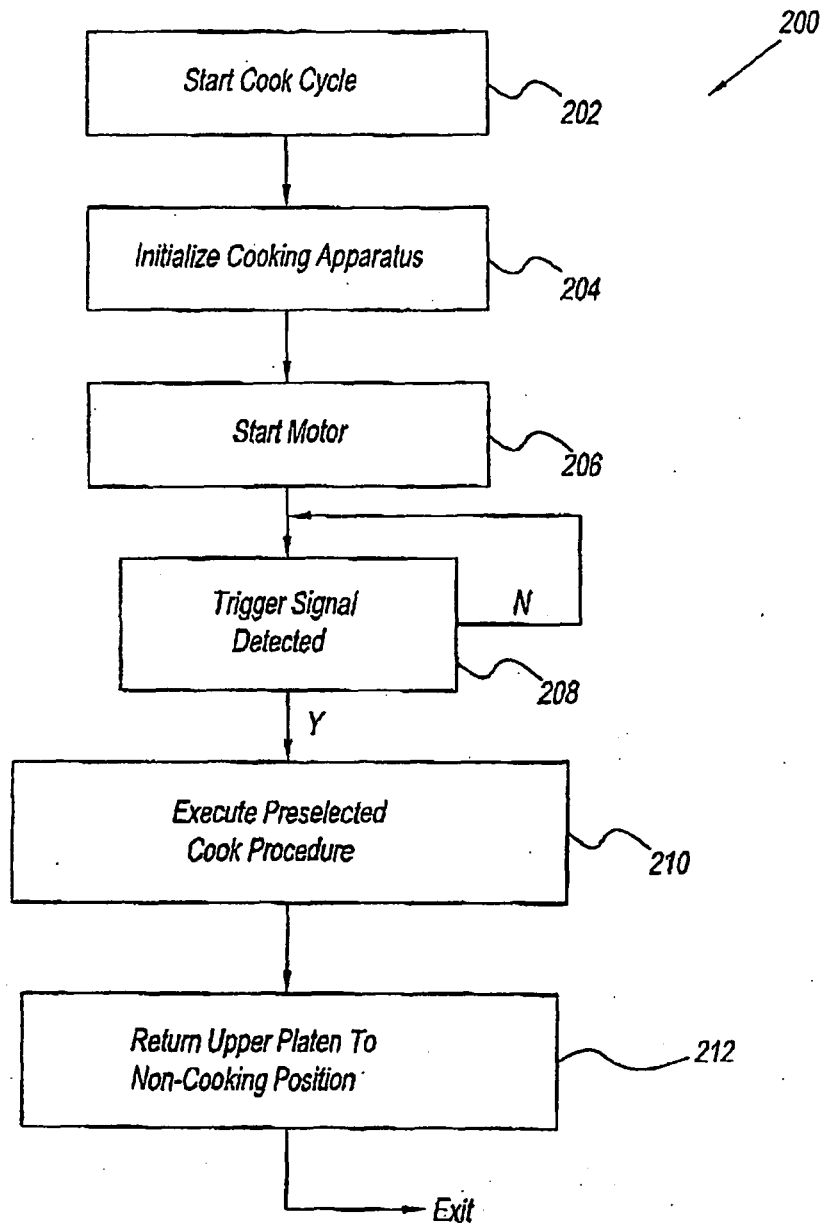 200
Start Cook Cycle
202
Initialize Cooking Apparatus
204
Start Motor
206
Trigger Signal
Detected
N
208
Y
Execute Preselected
Cook Procedure
210
Return Upper Platen To
Non-Cooking Position
212
Exit